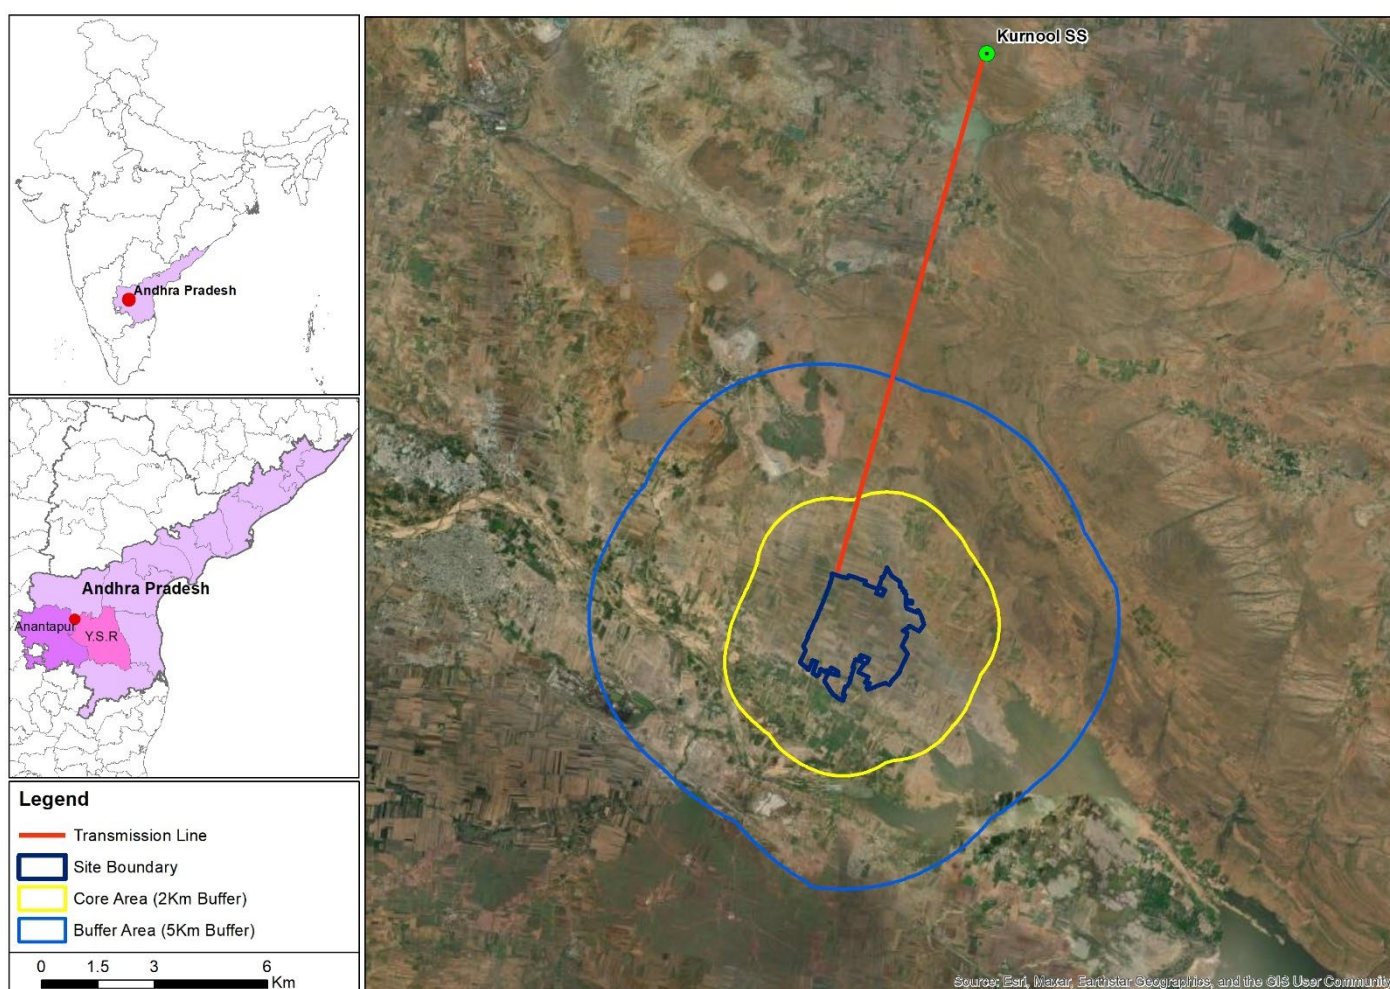 Andhra Pradesh
Andhra Pradesh
Anantapur
Y.S.R
Legend
Transmission Line
Site Boundary
Core Area (2Km Buffer)
Buffer Area (5Km Buffer)
0 1.5 3 6
Km
Kurnool SS
Source: Esri, Maxar, Earthstar Geographics, and the GIS User Community